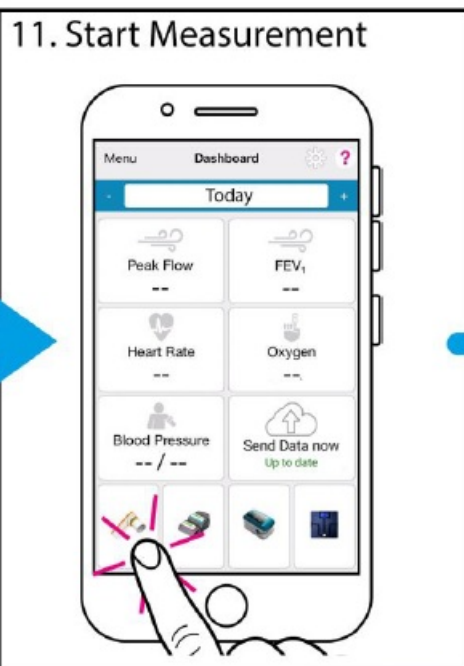 11. Start Measurement
Menu Dashboard ?
- Today +
Peak Flow FEV₁
-- --
Heart Rate Oxygen
-- --
Blood Pressure Send Data now
-- / -- Up to date